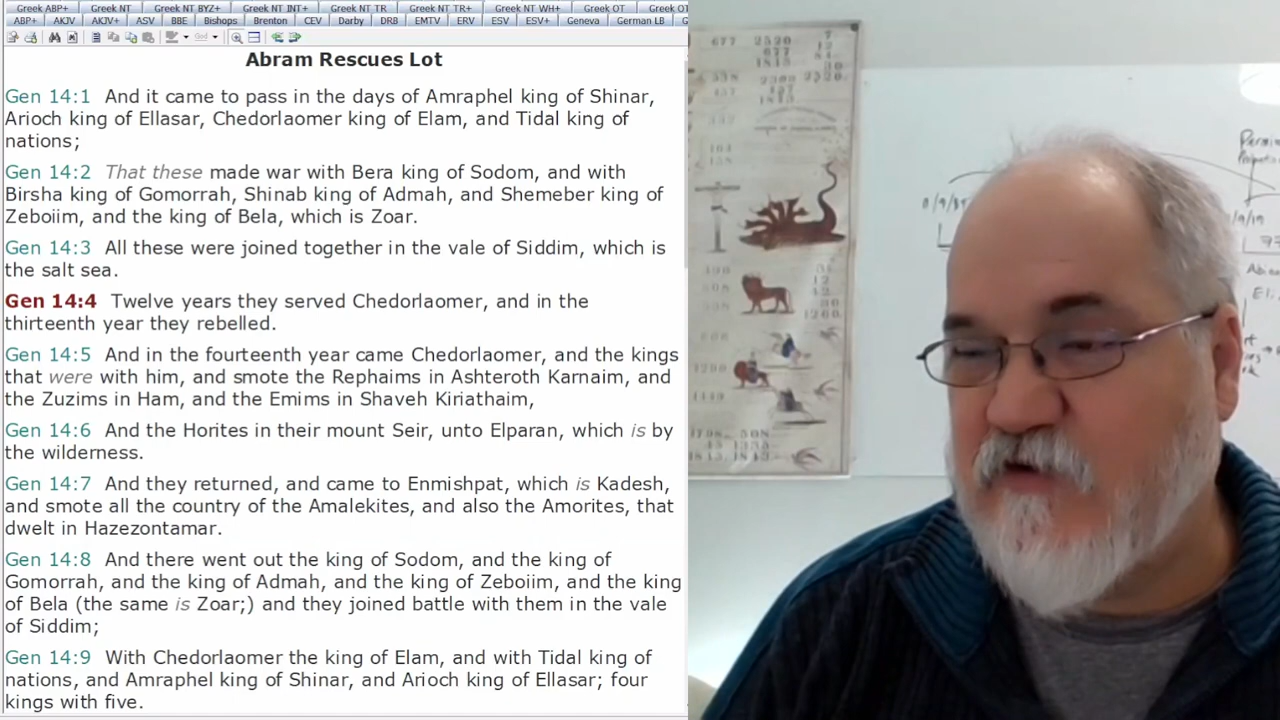 Greek ABP+ Greek NT Greek NT BYZ+ Greek NT INT+ Greek NT TR Greek NT TR+ Greek NT WH+ Greek OT
ABP+ AKJV AKJV+ ASV BBE Bishops Brenton CEV Darby DRB EMTV ERV ESV ESV+ Geneva German LB
Abram Rescues Lot
Gen 14:1 And it came to pass in the days of Amraphel king of Shinar,
Arioch king of Ellasar, Chedorlaomer king of Elam, and Tidal king of
nations;
Gen 14:2 That these made war with Bera king of Sodom, and with
Birsha king of Gomorrah, Shinab king of Admah, and Shemeber king of
Zeboiim, and the king of Bela, which is Zoar.
Gen 14:3 All these were joined together in the vale of Siddim, which is
the salt sea.
Gen 14:4 Twelve years they served Chedorlaomer, and in the
thirteenth year they rebelled.
Gen 14:5 And in the fourteenth year came Chedorlaomer, and the kings
that were with him, and smote the Rephaims in Ashteroth Karnaim, and
the Zuzims in Ham, and the Emims in Shaveh Kiriathaim,
Gen 14:6 And the Horites in their mount Seir, unto Elparan, which is by
the wilderness.
Gen 14:7 And they returned, and came to Enmishpat, which is Kadesh,
and smote all the country of the Amalekites, and also the Amorites, that
dwelt in Hazezontamar.
Gen 14:8 And there went out the king of Sodom, and the king of
Gomorrah, and the king of Admah, and the king of Zeboiim, and the king
of Bela (the same is Zoar;) and they joined battle with them in the vale
of Siddim;
Gen 14:9 With Chedorlaomer the king of Elam, and with Tidal king of
nations, and Amraphel king of Shinar, and Arioch king of Ellasar; four
kings with five.
677 2520 7
677 12